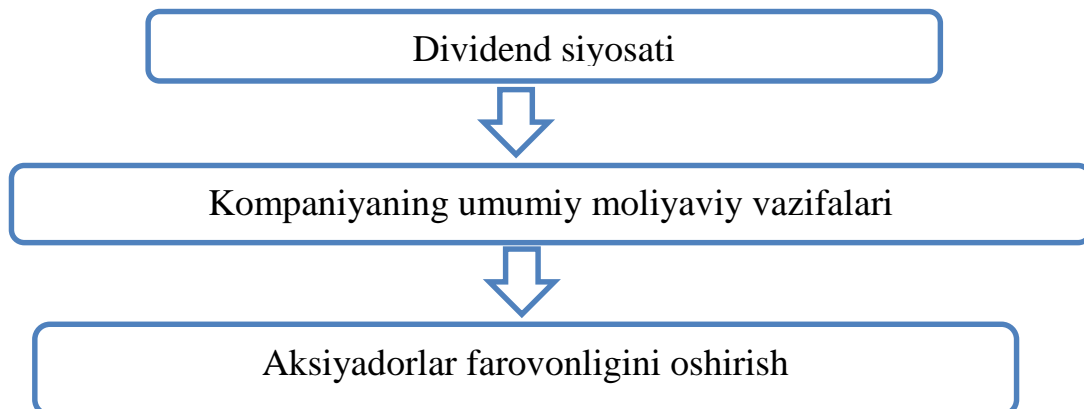 Dividend siyosati
Kompaniyaning umumiy moliyaviy vazifalari
Aksiyadorlar farovonligini oshirish